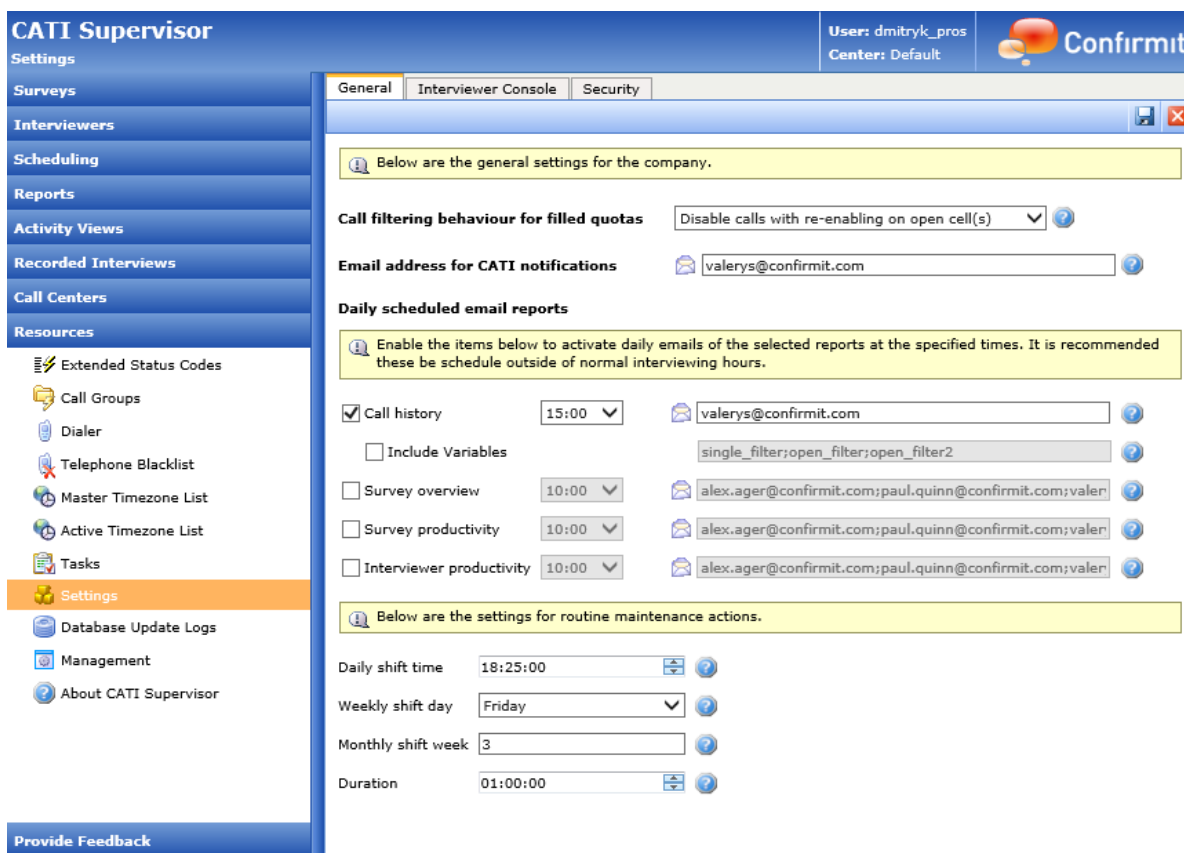 CATI Supervisor
Settings
User: dmitryk_pros
Center: Default
Confirmit
Surveys
Interviewers
Scheduling
Reports
Activity Views
Recorded Interviews
Call Centers
Resources
Extended Status Codes
Call Groups
Dialer
Telephone Blacklist
Master Timezone List
Active Timezone List
Tasks
Settings
Database Update Logs
Management
About CATI Supervisor
Provide Feedback
General Interviewer Console Security
Below are the general settings for the company.
Call filtering behaviour for filled quotas Disable calls with re-enabling on open cell(s)
Email address for CATI notifications valerys@confirmit.com
Daily scheduled email reports
Enable the items below to activate daily emails of the selected reports at the specified times. It is recommended
these be schedule outside of normal interviewing hours.
Call history 15:00 valerys@confirmit.com
Include Variables single_filter;open_filter;open_filter2
Survey overview 10:00 alex.ager@confirmit.com;paul.quinn@confirmit.com;valer
Survey productivity 10:00 alex.ager@confirmit.com;paul.quinn@confirmit.com;valer
Interviewer productivity 10:00 alex.ager@confirmit.com;paul.quinn@confirmit.com;valer
Below are the settings for routine maintenance actions.
Daily shift time 18:25:00
Weekly shift day Friday
Monthly shift week 3
Duration 01:00:00